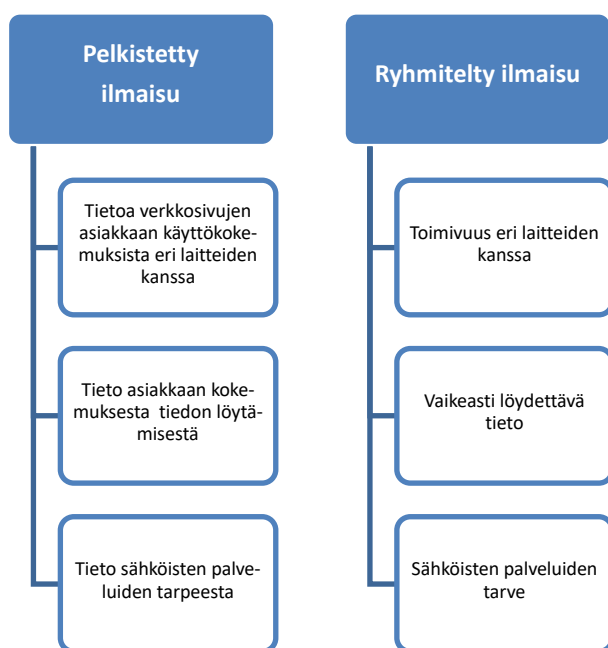 Pelkistetty
ilmaisu
Tietoa verkkosivujen
asiakkaan käyttökoke-
muksista eri laitteiden
kanssa
Tieto asiakkaan koke-
muksesta tiedon löytä-
misestä
Tieto sähköisten palve-
luiden tarpeesta
Ryhmitelty ilmaisu
Toimivuus eri laitteiden
kanssa
Vaikeasti löydettävä
tieto
Sähköisten palveluiden
tarve